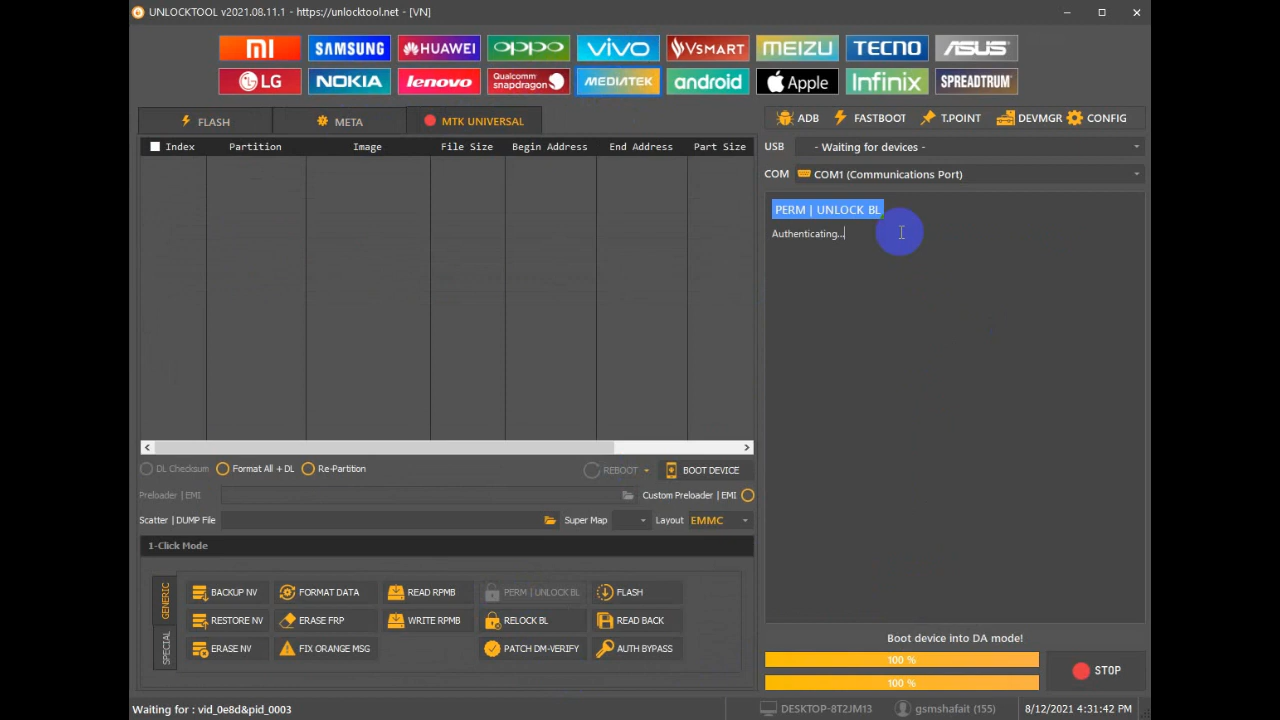 UNLOCKTOOL v2021.08.11.1 - https://unlocktool.net - [VN]
MI SAMSUNG HUAWEI OPPO VIVO VSMART MEIZU TECNO ASUS
LG NOKIA lenovo Qualcomm snapdragon MEDIATEK android Apple Infinix SPREADTRUM
FLASH META MTK UNIVERSAL
ADB FASTBOOT T.POINT DEVMGR CONFIG
Index Partition Image File Size Begin Address End Address Part Size
USB - Waiting for devices -
COM COM1 (Communications Port)
PERM | UNLOCK BL
Authenticating...
DL Checksum Format All + DL Re-Partition REBOOT BOOT DEVICE
Preloader | EMI Custom Preloader | EMI
Scatter | DUMP File Super Map Layout EMMC
1-Click Mode
GENERIC
SPECIAL
BACKUP NV FORMAT DATA READ RPMB PERM | UNLOCK BL FLASH
RESTORE NV ERASE FRP WRITE RPMB RELOCK BL READ BACK
ERASE NV FIX ORANGE MSG PATCH DM-VERIFY AUTH BYPASS
Boot device into DA mode!
100 %
100 %
STOP
Waiting for : vid_0e8d&pid_0003 DESKTOP-8T2JM13 gsmshafait (155) 8/12/2021 4:31:42 PM